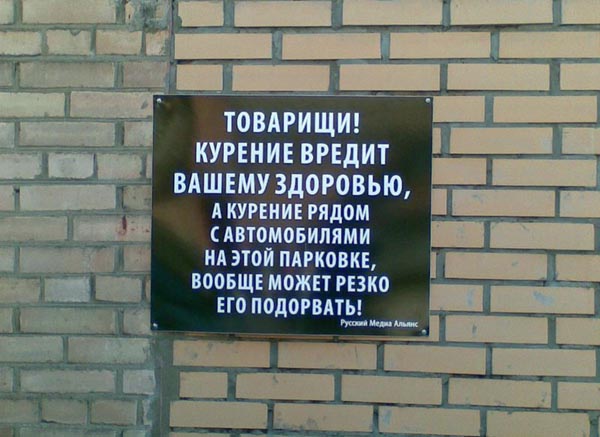 ТОВАРИЩИ!
КУРЕНИЕ ВРЕДИТ
ВАШЕМУ ЗДОРОВЬЮ,
А КУРЕНИЕ РЯДОМ
С АВТОМОБИЛЯМИ
НА ЭТОЙ ПАРКОВКЕ,
ВООБЩЕ МОЖЕТ РЕЗКО
ЕГО ПОДОРВАТЬ!
Русский Медиа Альянс